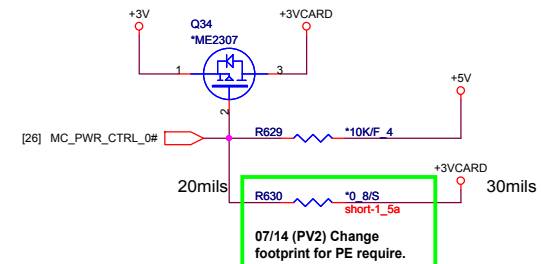 +3V
Q34
+3VCARD
*ME2307
1
3
2
+5V
[26] MC_PWR_CTRL_0#
R629
*10K/F_4
+3VCARD
20mils
R630
*0_8/S
30mils
short-1_5a
07/14 (PV2) Change
footprint for PE require.